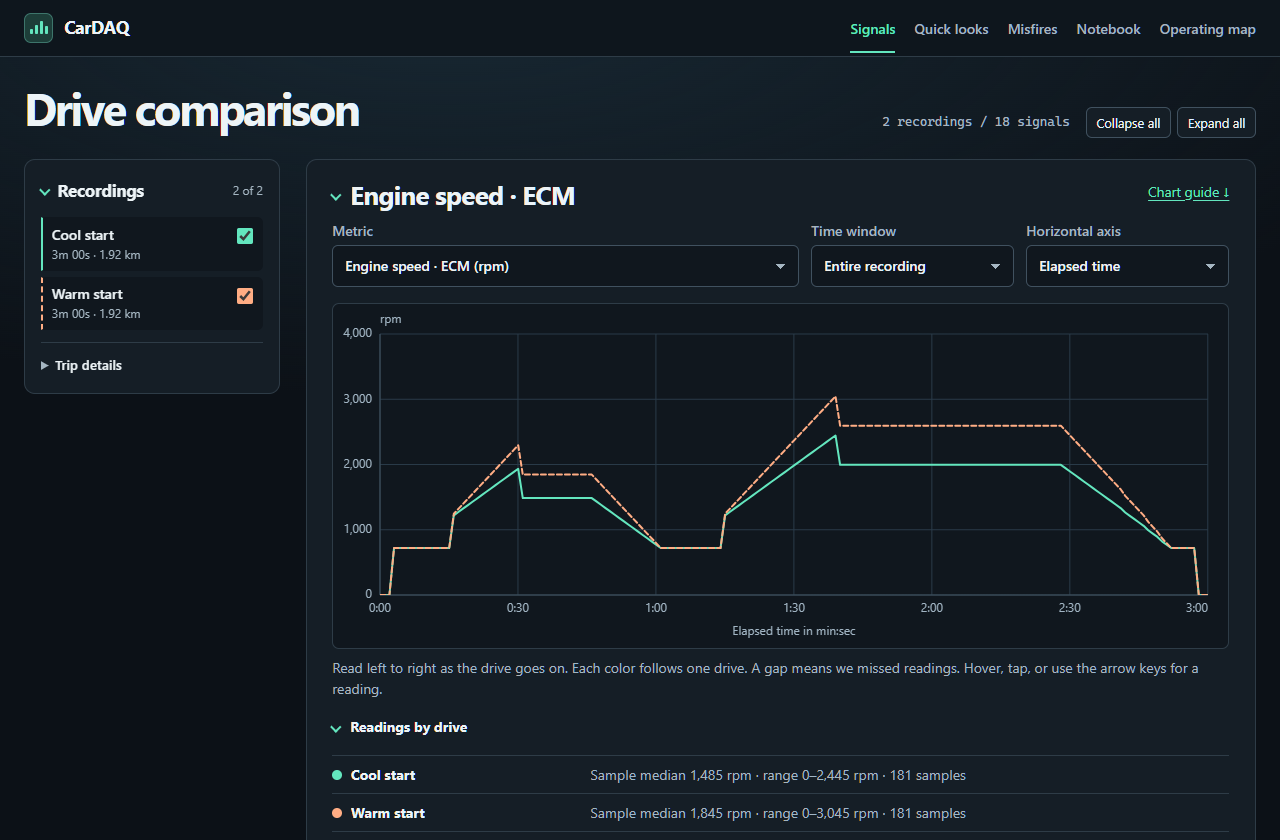 CarDAQ
Signals
Quick looks
Misfires
Notebook
Operating map
Drive comparison
2 recordings / 18 signals
Collapse all
Expand all
Recordings
2 of 2
Cool start
3m 00s · 1.92 km
Warm start
3m 00s · 1.92 km
Trip details
Engine speed · ECM
Chart guide ↓
Metric
Time window
Horizontal axis
Engine speed · ECM (rpm)
Entire recording
Elapsed time
rpm
4,000
3,000
2,000
1,000
0
0:00
0:30
1:00
1:30
2:00
2:30
3:00
Elapsed time in min:sec
Read left to right as the drive goes on. Each color follows one drive. A gap means we missed readings. Hover, tap, or use the arrow keys for a
reading.
Readings by drive
Cool start
Sample median 1,485 rpm · range 0–2,445 rpm · 181 samples
Warm start
Sample median 1,845 rpm · range 0–3,045 rpm · 181 samples